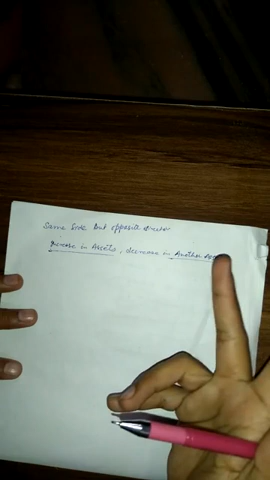 Same Side But opposite direction
Increase in Assets, decrease in Another